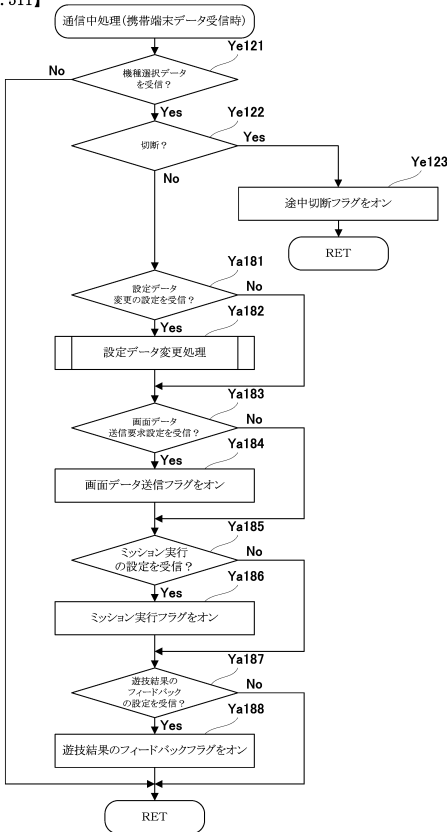 . 511】
通信中処理(携帯端末データ受信時)
Ye121
機種選択データ
を受信？
No
Yes
Ye122
切断？
Yes
No
Ye123
途中切断フラグをオン
RET
Ya181
設定データ
変更の設定を受信？
No
Yes
Ya182
設定データ変更処理
Ya183
画面データ
送信要求設定を受信？
No
Yes
Ya184
画面データ送信フラグをオン
Ya185
ミッション実行
の設定を受信？
No
Yes
Ya186
ミッション実行フラグをオン
Ya187
遊技結果の
フィードバック
の設定を受信？
No
Yes
Ya188
遊技結果のフィードバックフラグをオン
RET